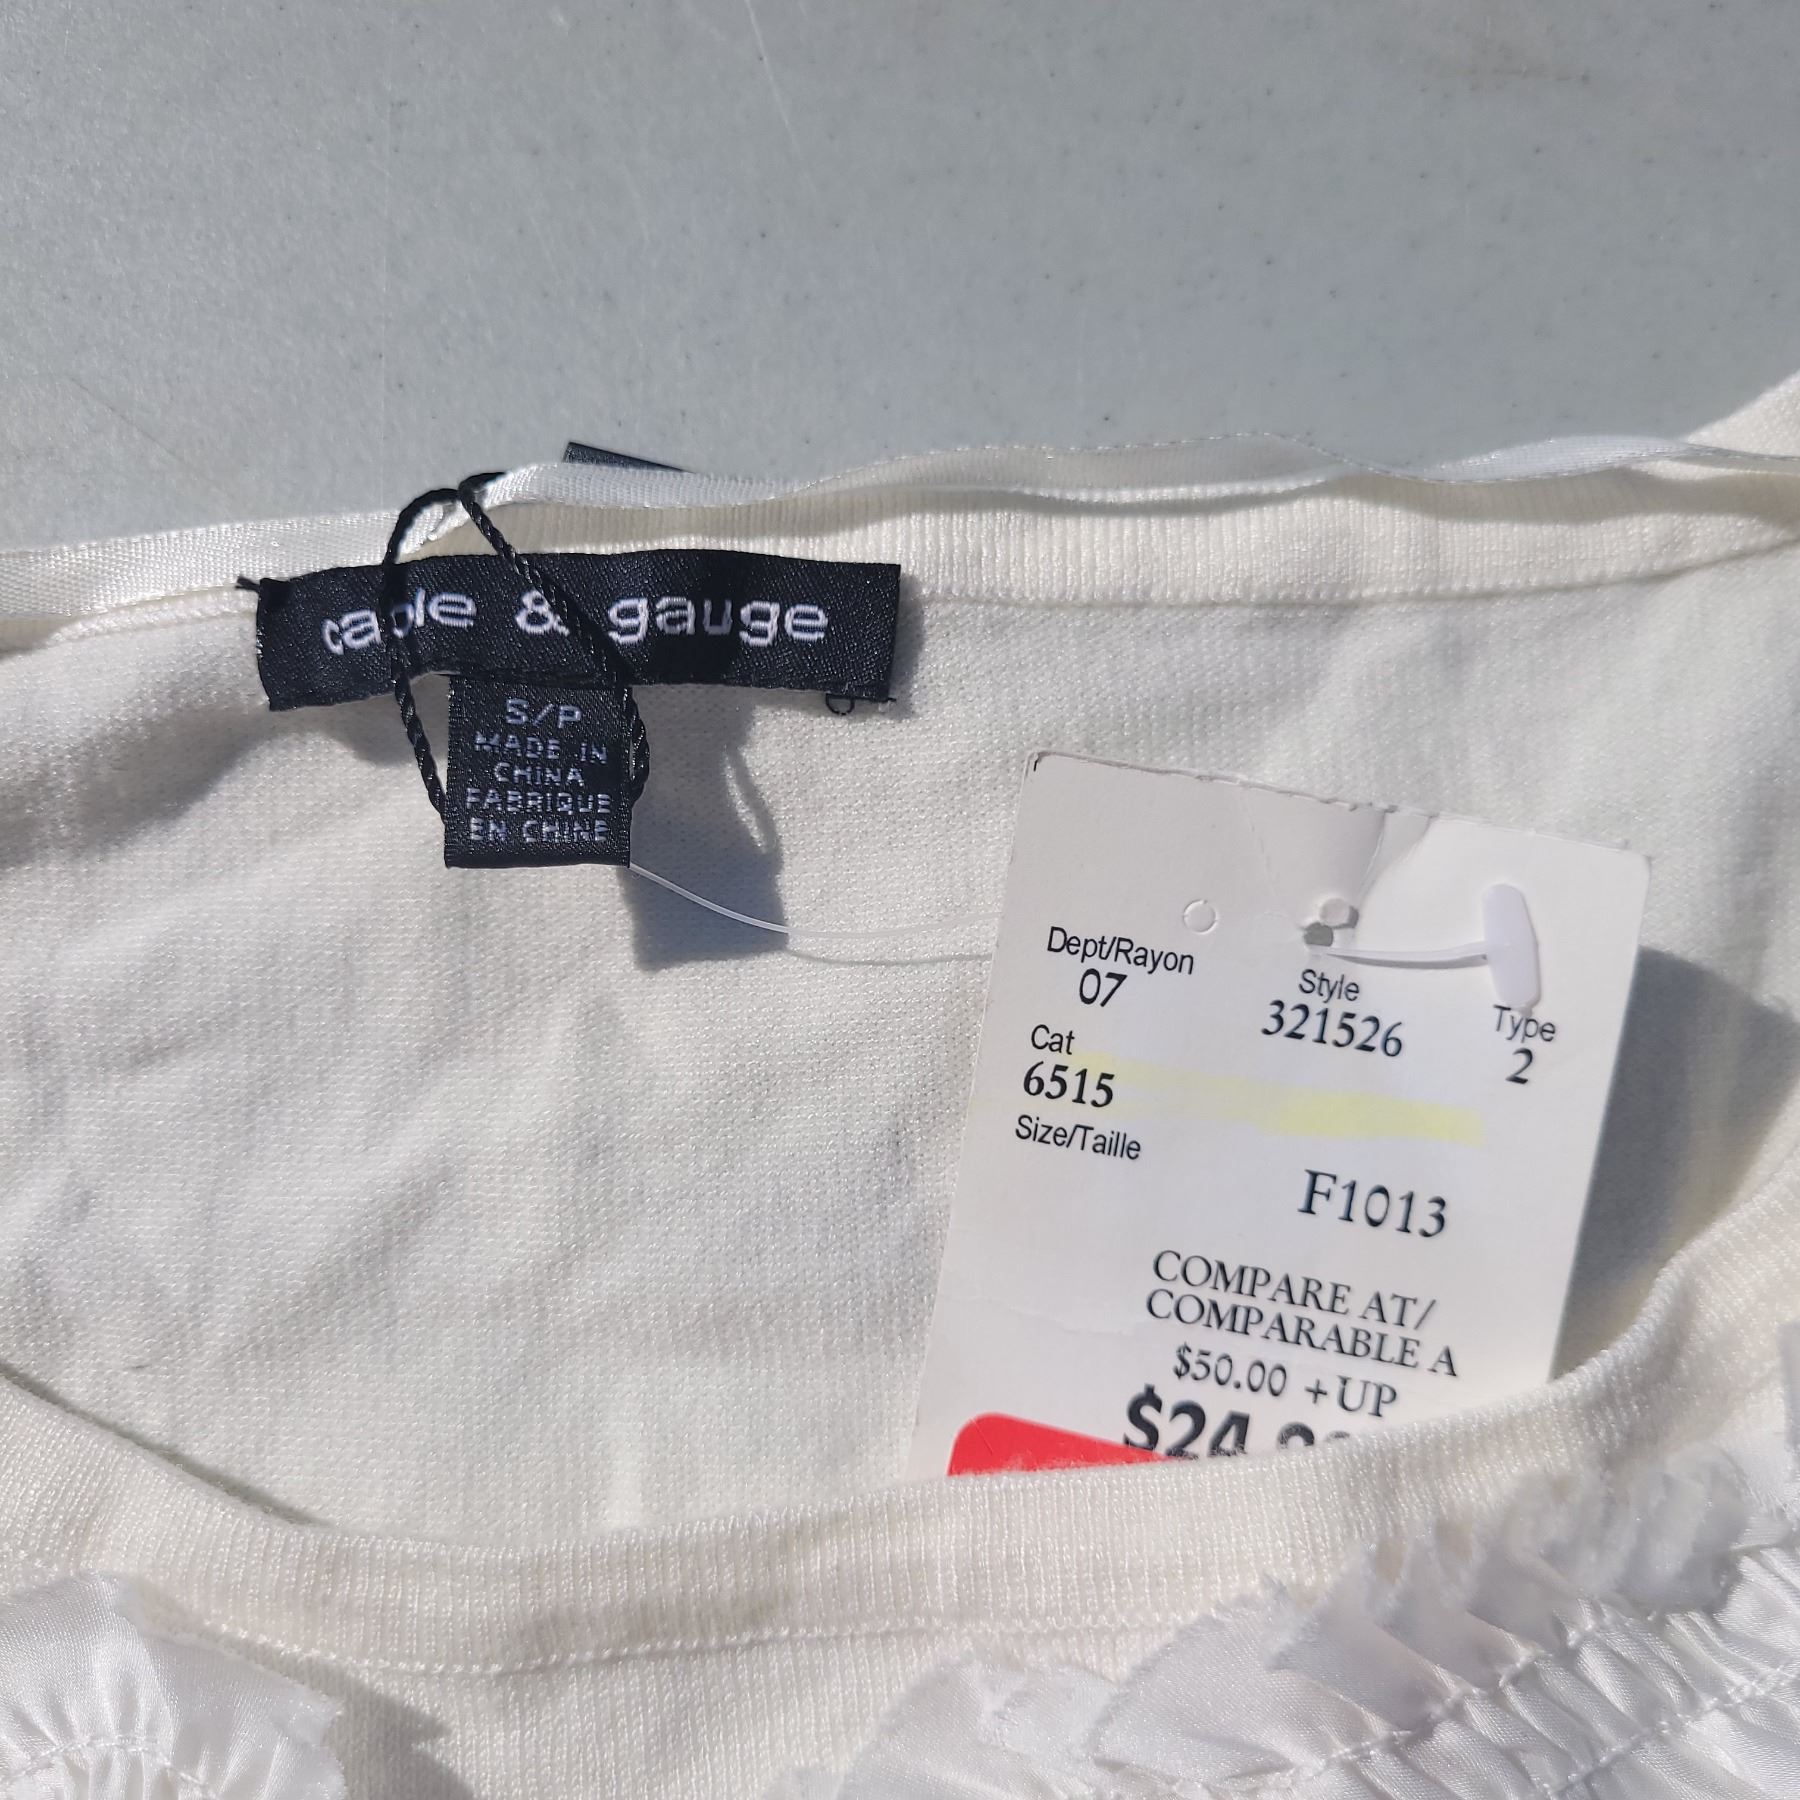 cable & gauge
S/P
MADE IN
CHINA
FABRIQUE
EN CHINE
Dept/Rayon
07
Style
321526
Type
2
Cat
6515
Size/Taille
F1013
COMPARE AT/
COMPARABLE A
$50.00 + UP